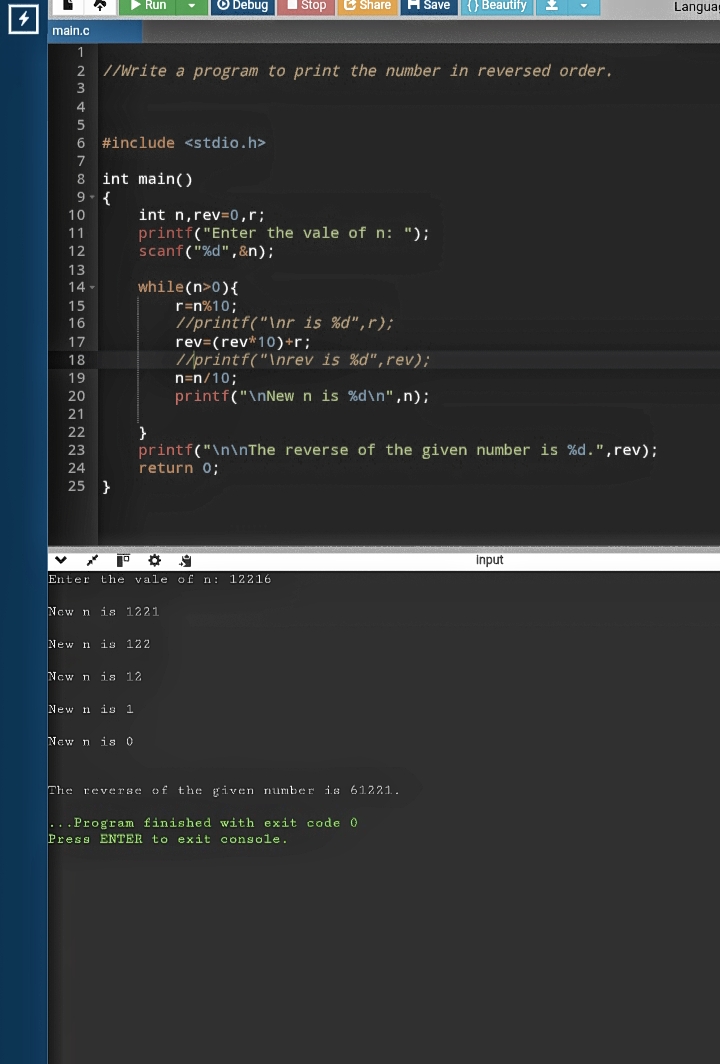 Run Debug Stop Share Save {} Beautify
main.c
1
2 //Write a program to print the number in reversed order.
3
4
5
6 #include <stdio.h>
7
8 int main()
9 {
10 int n,rev=0,r;
11 printf("Enter the vale of n: ");
12 scanf("%d",&n);
13
14 while(n>0){
15 r=n%10;
16 //printf("\nr is %d",r);
17 rev=(rev*10)+r;
18 //printf("\nrev is %d",rev);
19 n=n/10;
20 printf("\nNew n is %d\n",n);
21
22 }
23 printf("\n\nThe reverse of the given number is %d.",rev);
24 return 0;
25 }
input
Enter the vale of n: 12216
New n is 1221
New n is 122
New n is 12
New n is 1
New n is 0
The reverse of the given number is 61221.
...Program finished with exit code 0
Press ENTER to exit console.